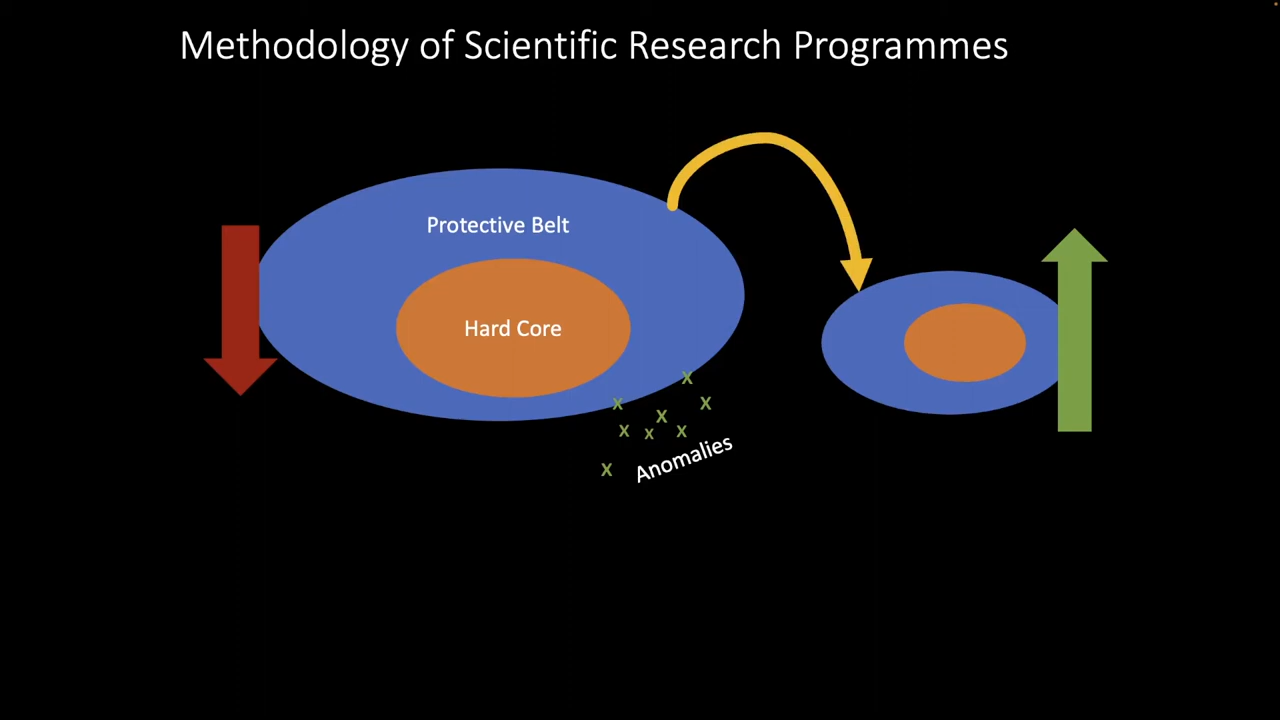 Methodology of Scientific Research Programmes
Protective Belt
Hard Core
x
x x
x
x x x
x
Anomalies